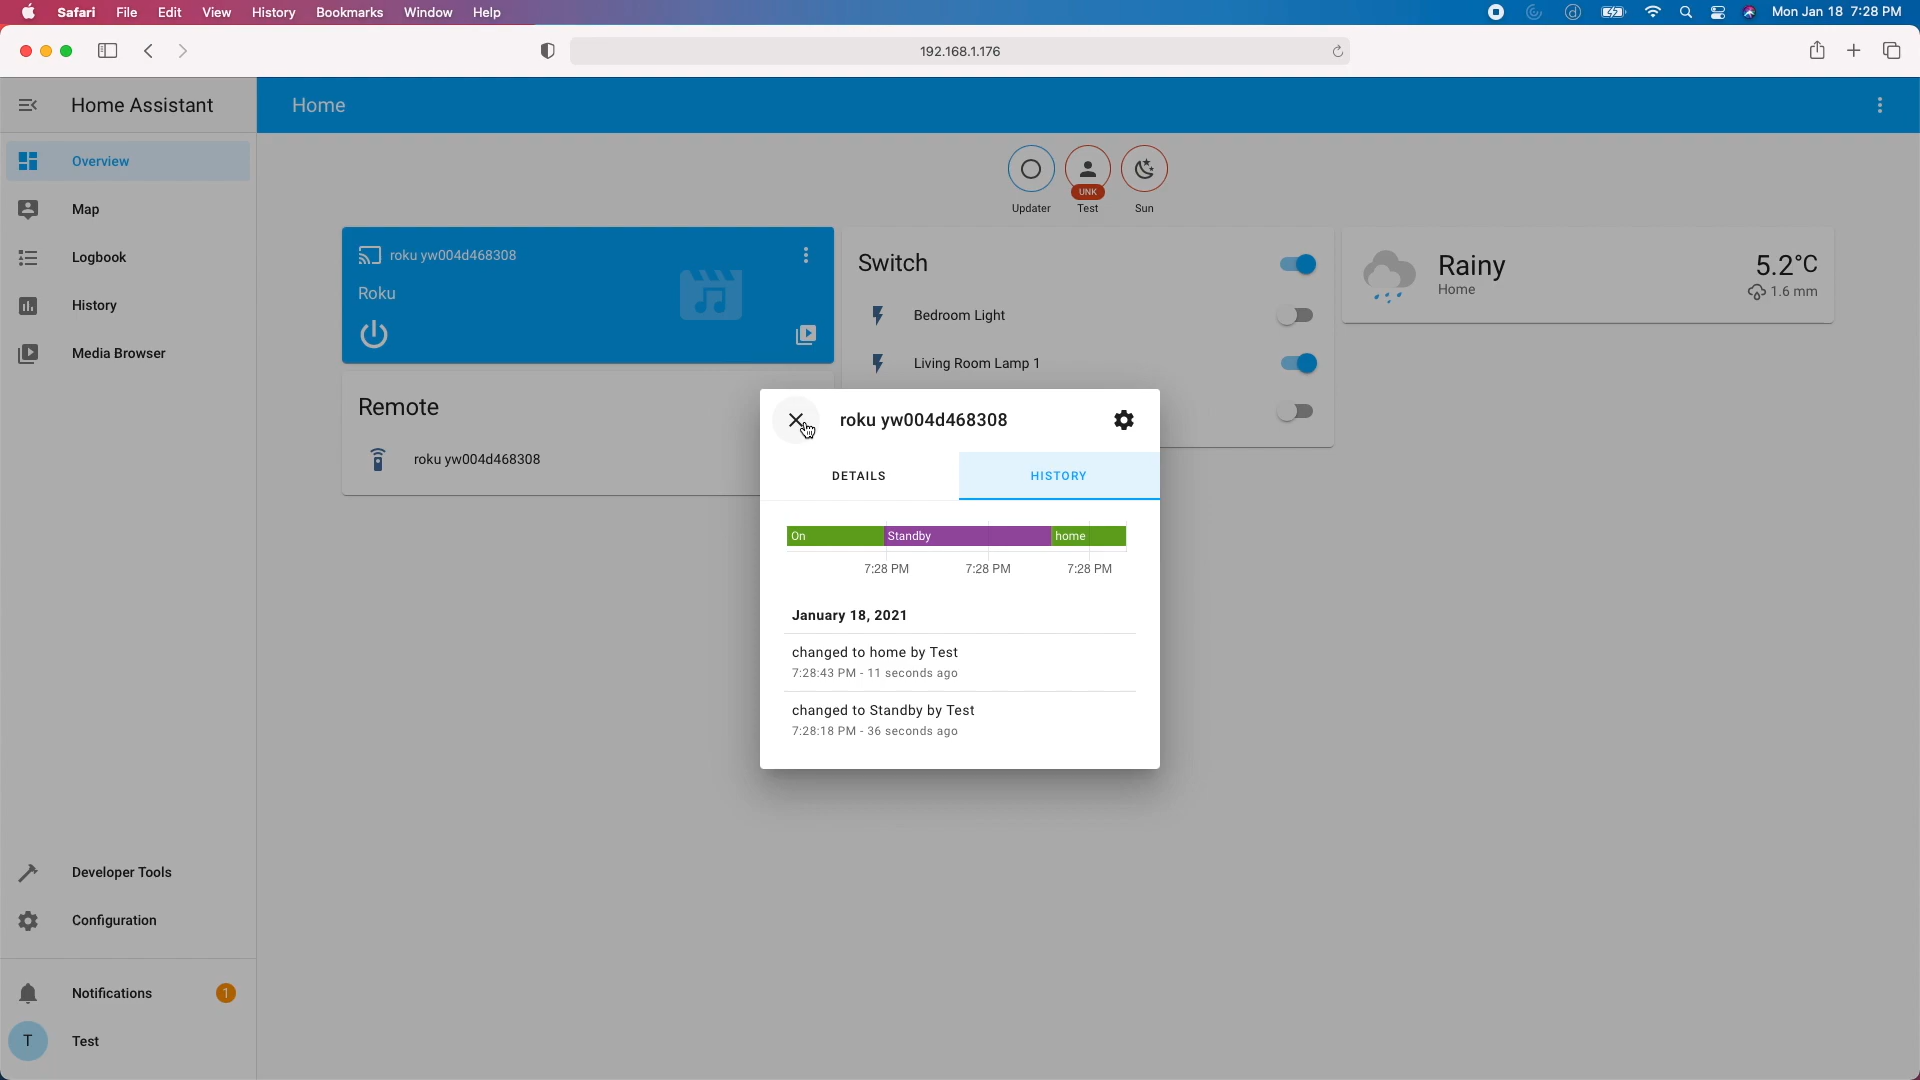 Safari File Edit View History Bookmarks Window Help Mon Jan 18 7:28 PM
192.168.1.176
Home Assistant
Home
Overview
Map
Logbook
History
Media Browser
Developer Tools
Configuration
Notifications 1
T Test
Updater
UNK
Test
Sun
roku yw004d468308
Roku
Remote
roku yw004d468308
Switch
Bedroom Light
Living Room Lamp 1
Rainy
Home
5.2°C
1.6 mm
roku yw004d468308
DETAILS HISTORY
On Standby home
7:28 PM 7:28 PM 7:28 PM
January 18, 2021
changed to home by Test
7:28:43 PM - 11 seconds ago
changed to Standby by Test
7:28:18 PM - 36 seconds ago